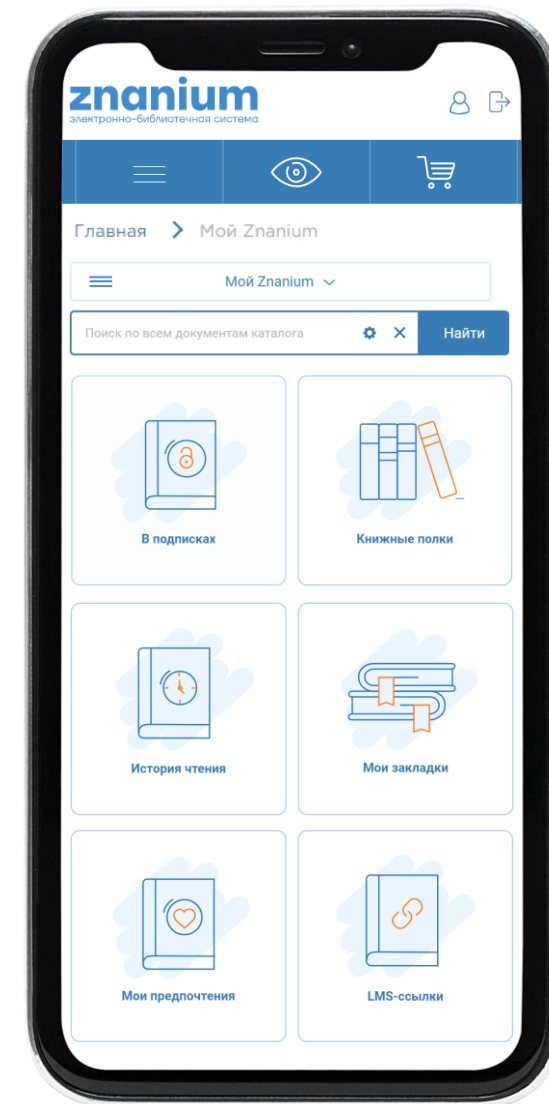 znanium
электронно-библиотечная система
Главная > Мой Znanium
Мой Znanium
Поиск по всем документам каталога Найти
В подписках Книжные полки
История чтения Мои закладки
Мои предпочтения LMS-ссылки